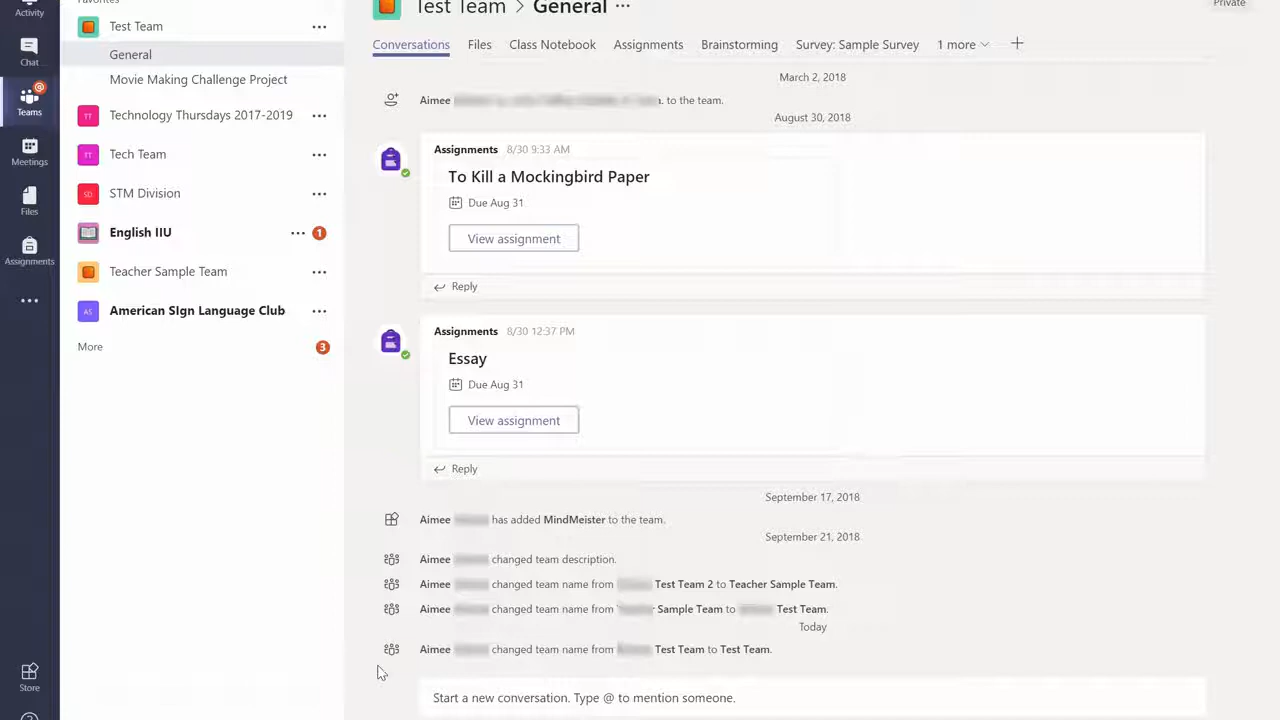 Activity
Chat
Teams
Meetings
Files
Assignments
Store
Favorites
Test Team
General
Movie Making Challenge Project
TT Technology Thursdays 2017-2019
TT Tech Team
SD STM Division
English IIU 1
Teacher Sample Team
AS American SIgn Language Club
More 3
Test Team > General ···
Private
Conversations Files Class Notebook Assignments Brainstorming Survey: Sample Survey 1 more +
March 2, 2018
Aimee to the team.
August 30, 2018
Assignments 8/30 9:33 AM
To Kill a Mockingbird Paper
Due Aug 31
View assignment
Reply
Assignments 8/30 12:37 PM
Essay
Due Aug 31
View assignment
Reply
September 17, 2018
Aimee has added MindMeister to the team.
September 21, 2018
Aimee changed team description.
Aimee changed team name from Test Team 2 to Teacher Sample Team.
Aimee changed team name from Sample Team to Test Team.
Today
Aimee changed team name from Test Team to Test Team.
Start a new conversation. Type @ to mention someone.